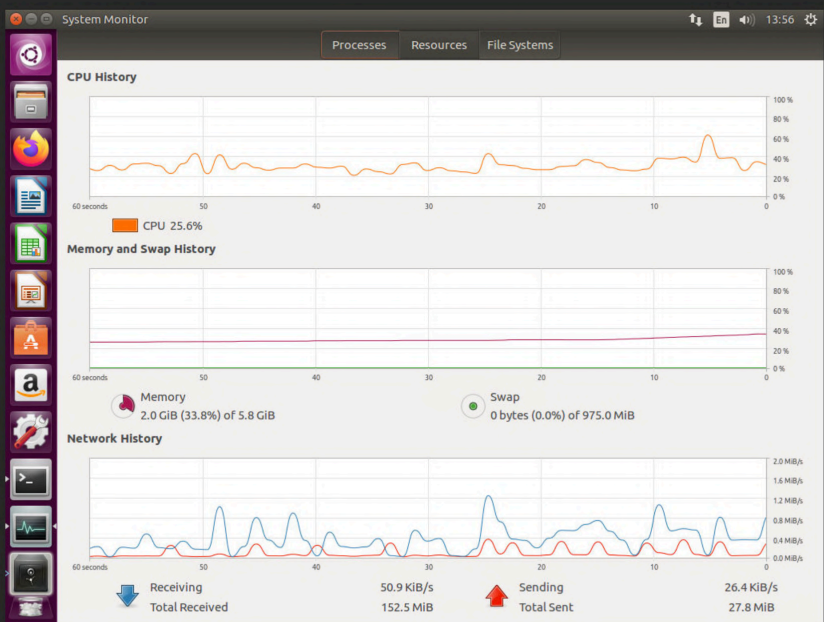 System Monitor
En
13:56
Processes
Resources
File Systems
CPU History
100 %
80 %
60 %
40 %
20 %
0 %
60 seconds
50
40
30
20
10
0
CPU 25.6%
Memory and Swap History
100 %
80 %
60 %
40 %
20 %
0 %
60 seconds
50
40
30
20
10
0
Memory
2.0 GiB (33.8%) of 5.8 GiB
Swap
0 bytes (0.0%) of 975.0 MiB
Network History
2.0 MiB/s
1.6 MiB/s
1.2 MiB/s
0.8 MiB/s
0.4 MiB/s
0.0 MiB/s
60 seconds
50
40
30
20
10
0
Receiving
50.9 KiB/s
Total Received
152.5 MiB
Sending
26.4 KiB/s
Total Sent
27.8 MiB
A
a
>_